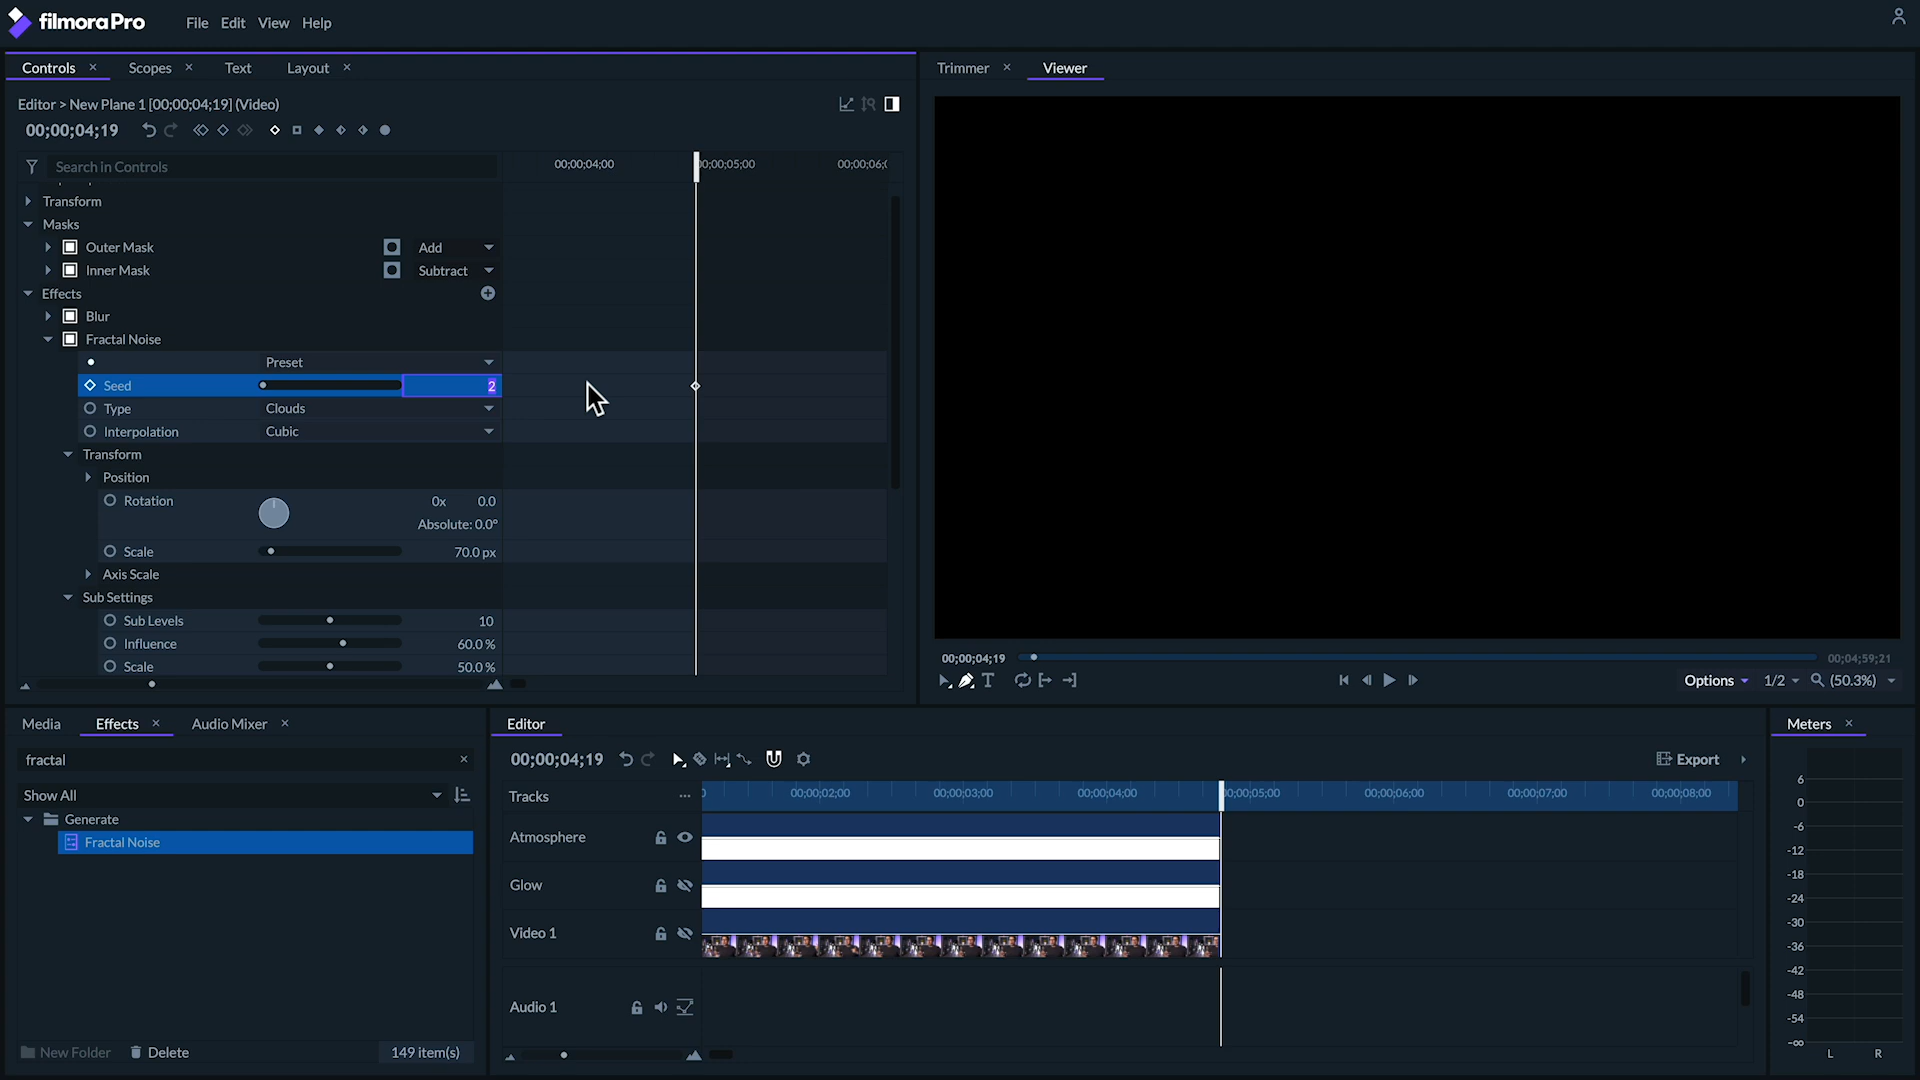 filmoraPro File Edit View Help
Controls × Scopes × Text Layout ×
Trimmer × Viewer
Editor > New Plane 1 [00;00;04;19] (Video)
00;00;04;19
Search in Controls
00;00;04;00 00;00;05;00 00;00;06;0
Transform
Masks
Outer Mask Add
Inner Mask Subtract
Effects
Blur
Fractal Noise
Preset
Seed 2
Type Clouds
Interpolation Cubic
Transform
Position
Rotation 0x 0.0
Absolute: 0.0°
Scale 70.0 px
Axis Scale
Sub Settings
Sub Levels 10
Influence 60.0 %
Scale 50.0 %
00;00;04;19 00;04;59;21
Options 1/2 (50.3%)
Media Effects × Audio Mixer ×
fractal ×
Show All
Generate
Fractal Noise
New Folder Delete 149 item(s)
Editor
00;00;04;19 Export
Tracks
00;00;02;00 00;00;03;00 00;00;04;00 00;00;05;00 00;00;06;00 00;00;07;00 00;00;08;00
Atmosphere
Glow
Video 1
Audio 1
Meters ×
6
0
-6
-12
-18
-24
-30
-36
-42
-48
-54
-∞
L R